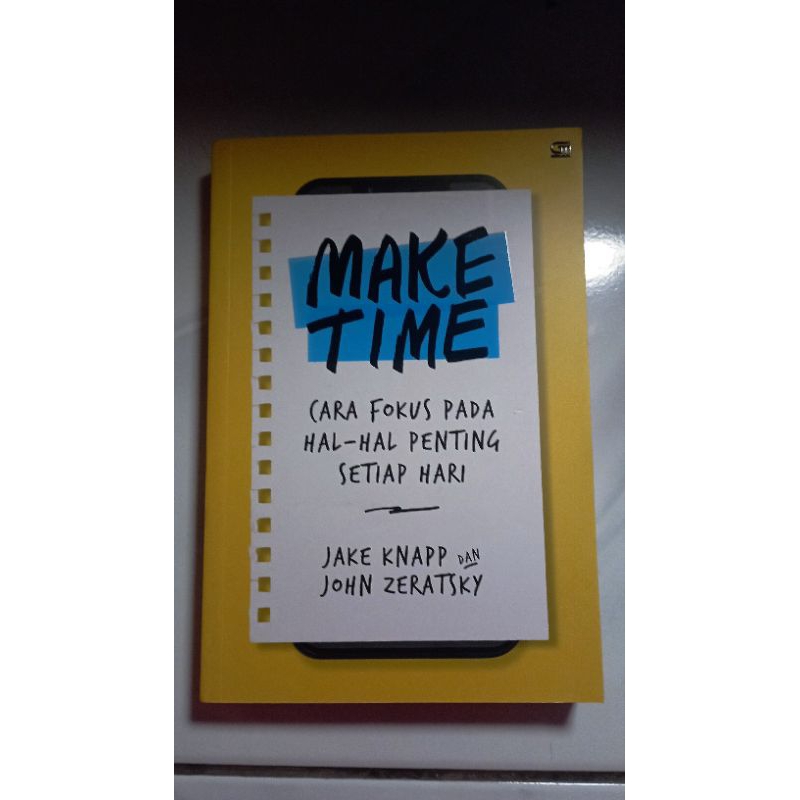 MAKE
TIME
CARA FOKUS PADA
HAL-HAL PENTING
SETIAP HARI
JAKE KNAPP DAN
JOHN ZERATSKY